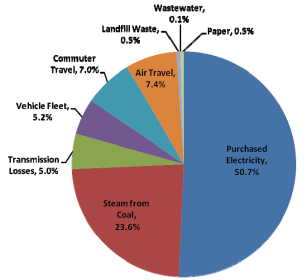 Wastewater,
0.1%
Landfill Waste,
0.5%
Paper, 0.5%
Commuter
Travel, 7.0%
Air Travel,
7.4%
Vehicle Fleet,
5.2%
Purchased
Electricity,
50.7%
Transmission
Losses, 5.0%
Steam from
Coal,
23.6%